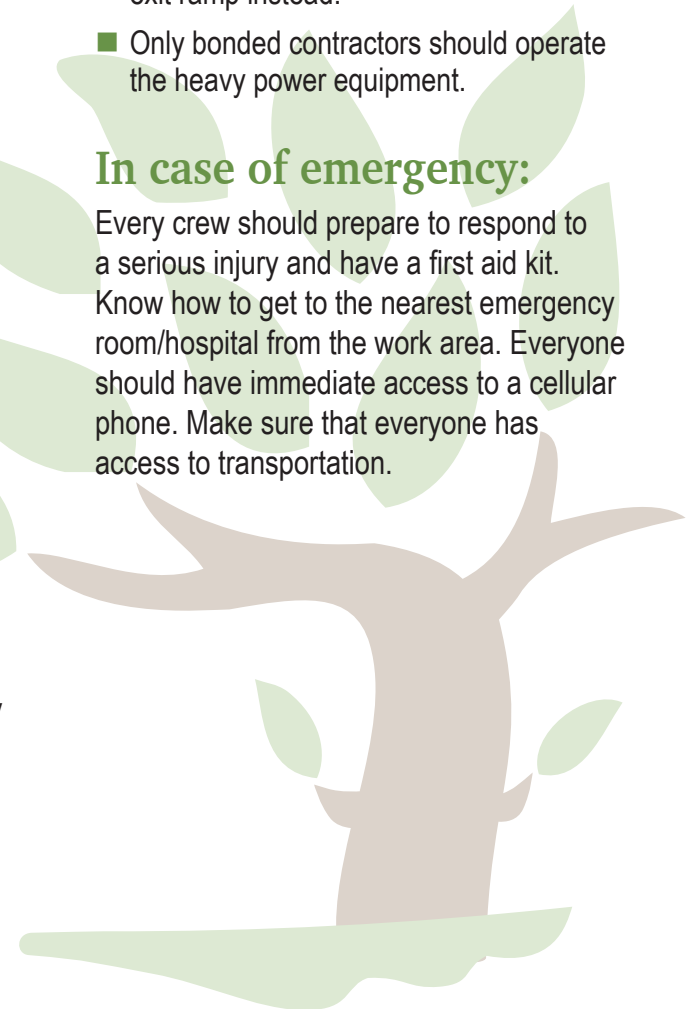 exit ramp instead.
■ Only bonded contractors should operate
the heavy power equipment.
In case of emergency:
Every crew should prepare to respond to
a serious injury and have a first aid kit.
Know how to get to the nearest emergency
room/hospital from the work area. Everyone
should have immediate access to a cellular
phone. Make sure that everyone has
access to transportation.